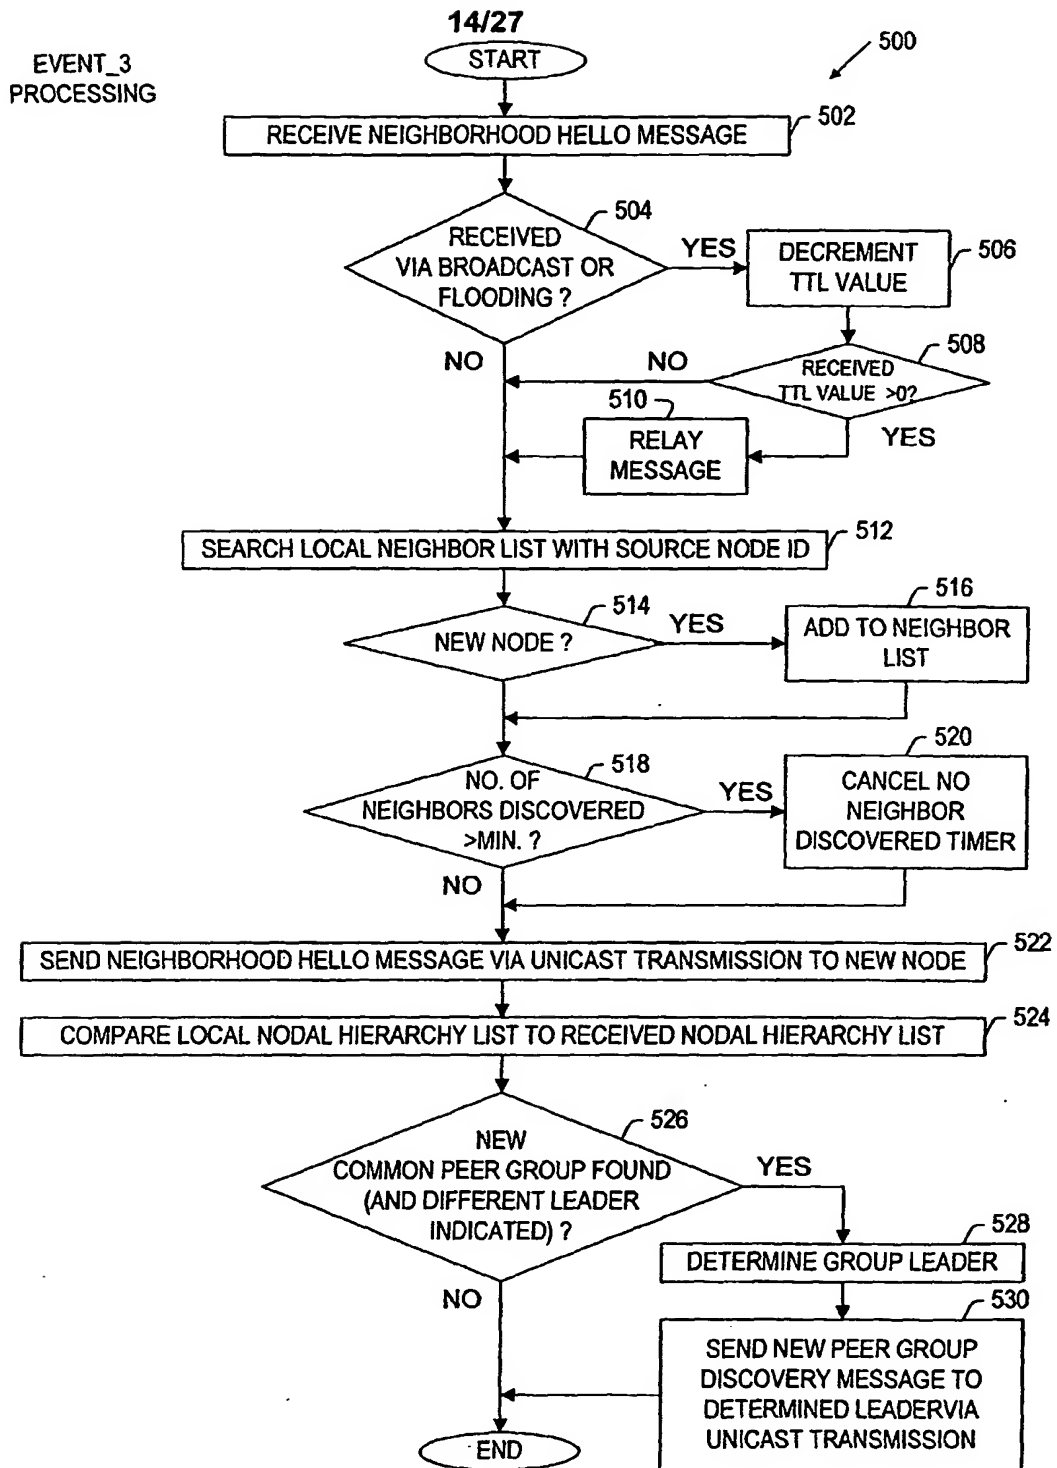 14/27
EVENT_3
PROCESSING
START
500
RECEIVE NEIGHBORHOOD HELLO MESSAGE
502
RECEIVED
VIA BROADCAST OR
FLOODING ?
504
YES
DECREMENT
TTL VALUE
506
NO
NO
RECEIVED
TTL VALUE >0?
508
510
YES
RELAY
MESSAGE
SEARCH LOCAL NEIGHBOR LIST WITH SOURCE NODE ID
512
NEW NODE ?
514
YES
516
ADD TO NEIGHBOR
LIST
NO. OF
NEIGHBORS DISCOVERED
>MIN. ?
518
YES
520
CANCEL NO
NEIGHBOR
DISCOVERED TIMER
NO
SEND NEIGHBORHOOD HELLO MESSAGE VIA UNICAST TRANSMISSION TO NEW NODE
522
COMPARE LOCAL NODAL HIERARCHY LIST TO RECEIVED NODAL HIERARCHY LIST
524
NEW
COMMON PEER GROUP FOUND
(AND DIFFERENT LEADER
INDICATED) ?
526
YES
528
DETERMINE GROUP LEADER
NO
530
SEND NEW PEER GROUP
DISCOVERY MESSAGE TO
DETERMINED LEADERVIA
UNICAST TRANSMISSION
END